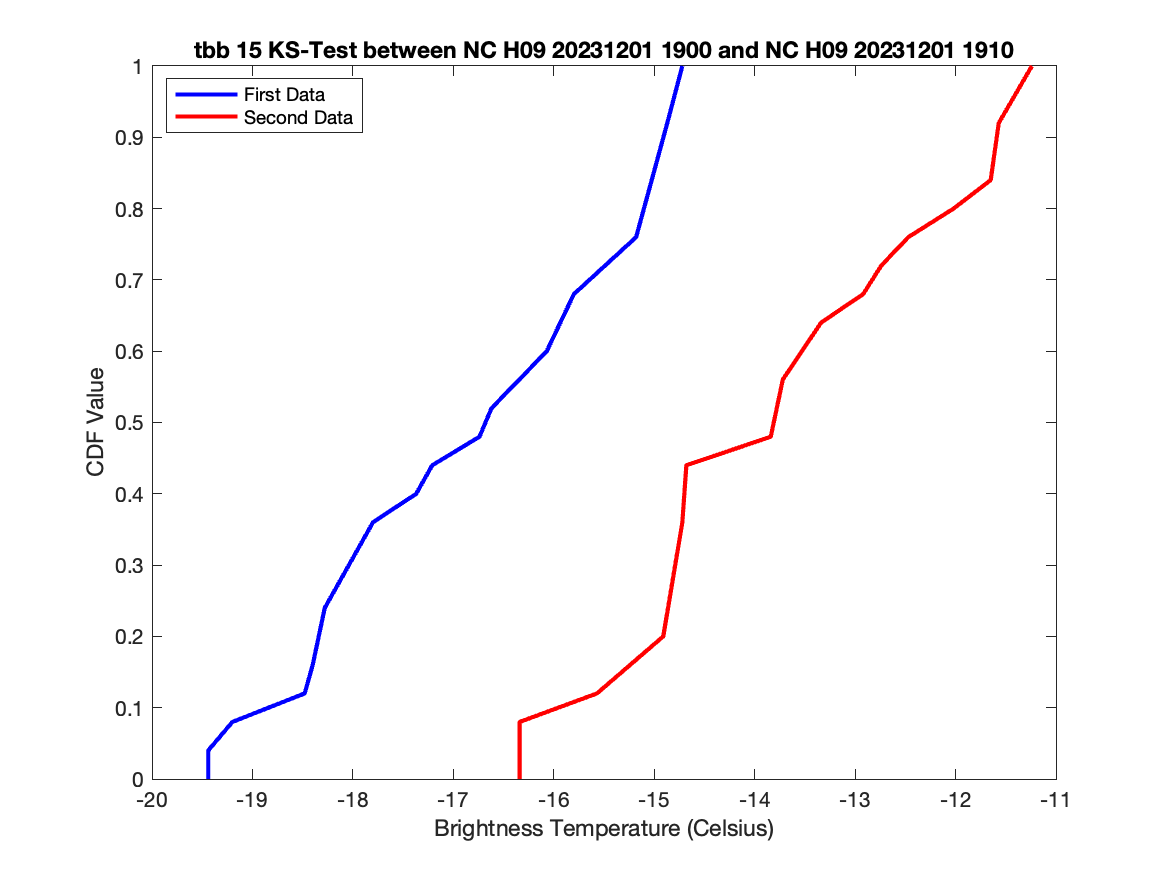 tbb 15 KS-Test between NC H09 20231201 1900 and NC H09 20231201 1910
First Data
Second Data
1
0.9
0.8
0.7
0.6
0.5
0.4
0.3
0.2
0.1
0
CDF Value
-20 -19 -18 -17 -16 -15 -14 -13 -12 -11
Brightness Temperature (Celsius)